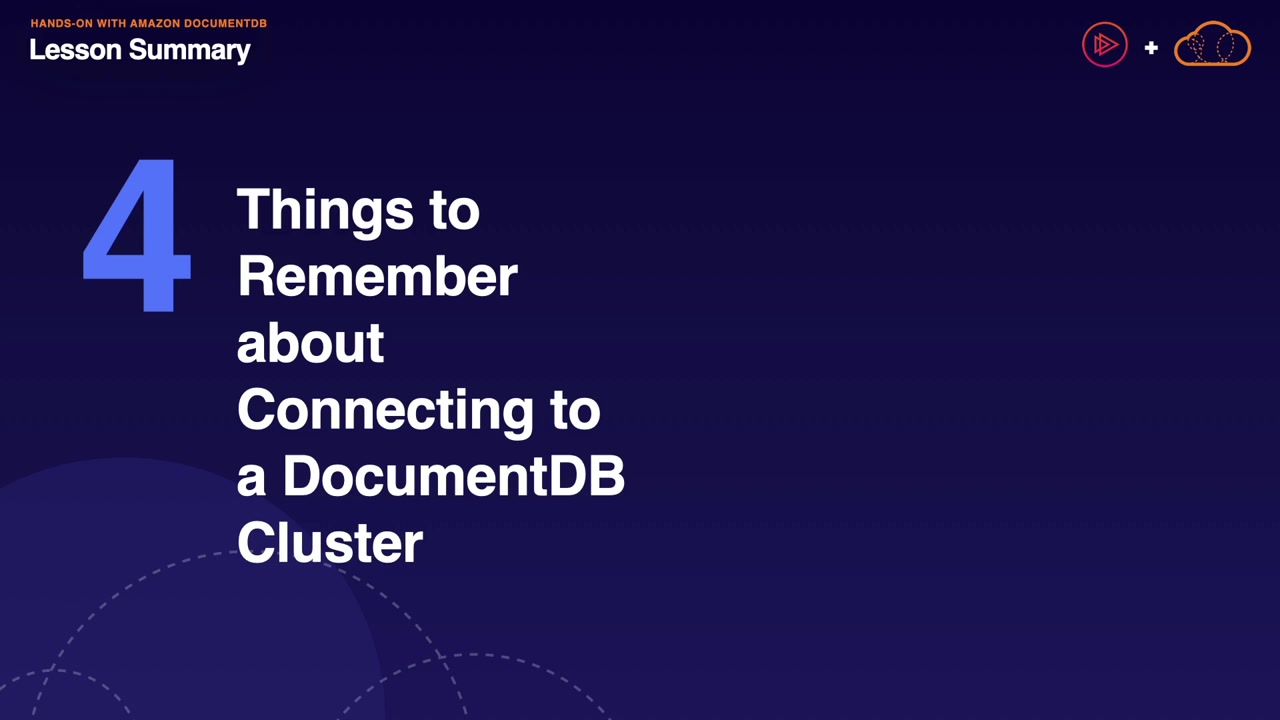 HANDS-ON WITH AMAZON DOCUMENTDB
Lesson Summary
+
4
Things to
Remember
about
Connecting to
a DocumentDB
Cluster